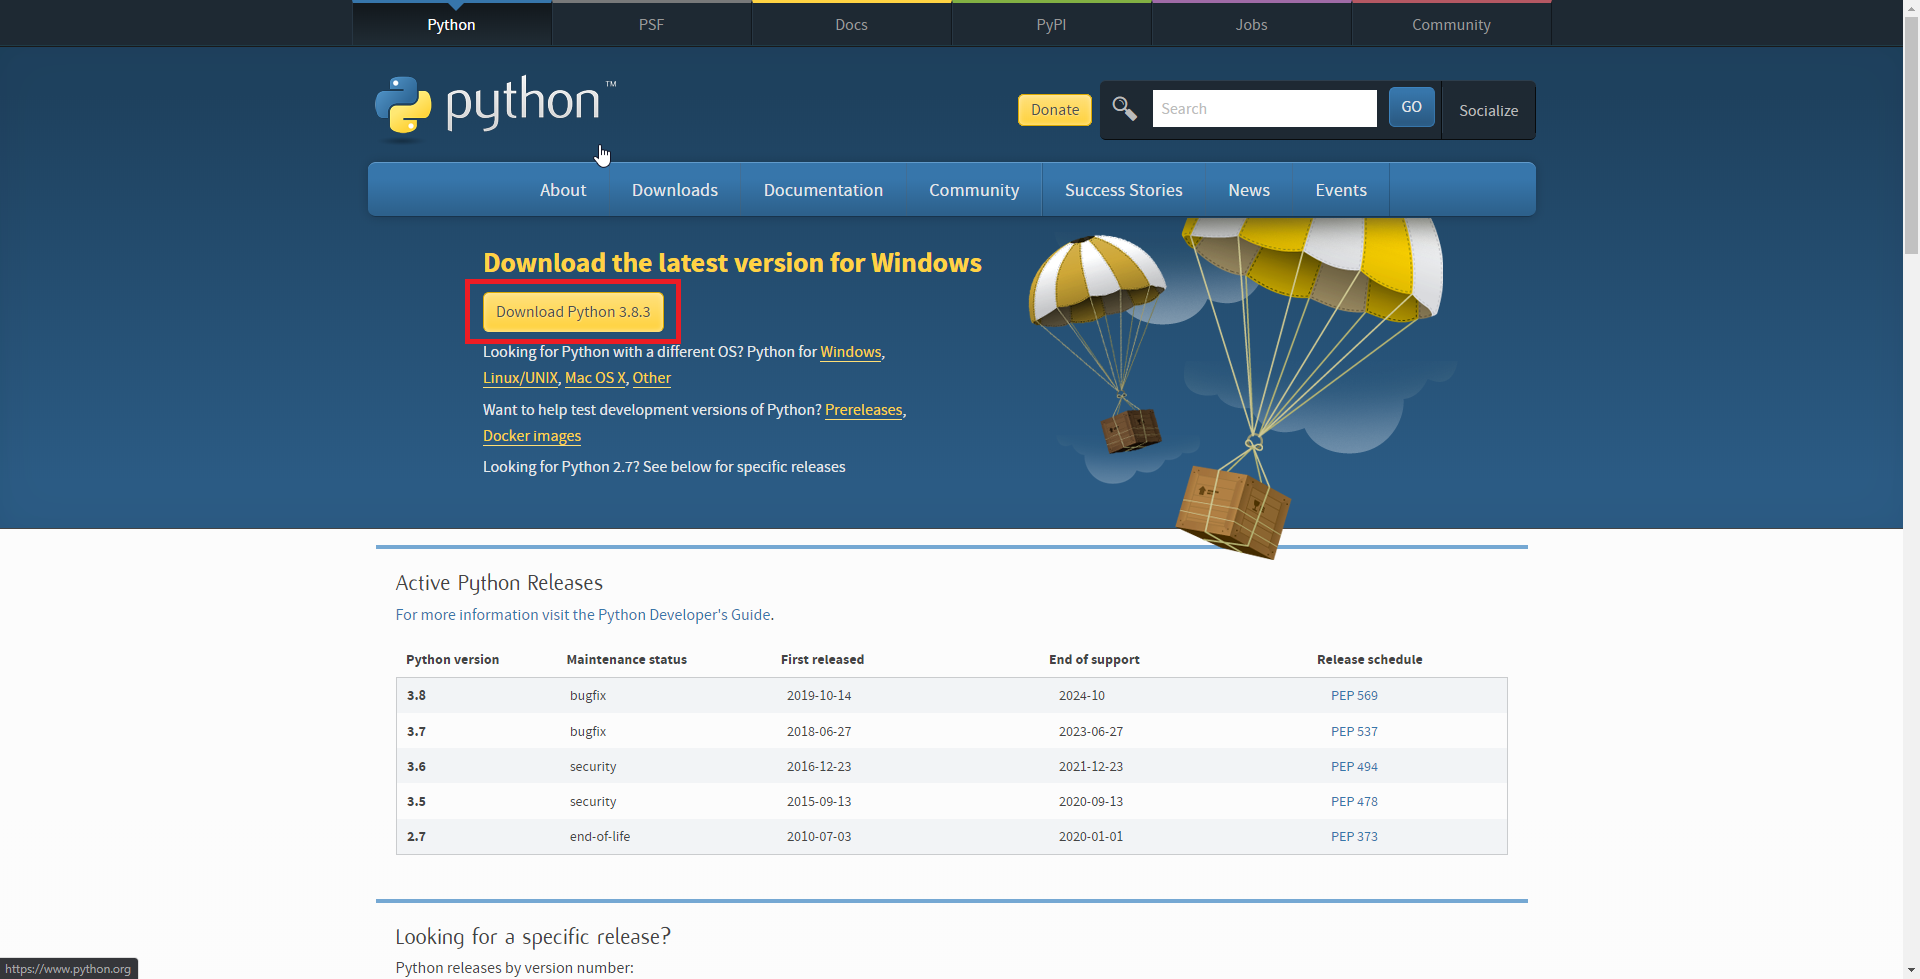 Python PSF Docs PyPI Jobs Community
python™
Donate Search GO Socialize
About Downloads Documentation Community Success Stories News Events
Download the latest version for Windows
Download Python 3.8.3
Looking for Python with a different OS? Python for Windows,
Linux/UNIX, Mac OS X, Other
Want to help test development versions of Python? Prereleases,
Docker images
Looking for Python 2.7? See below for specific releases
Active Python Releases
For more information visit the Python Developer's Guide.
Python version Maintenance status First released End of support Release schedule
3.8 bugfix 2019-10-14 2024-10 PEP 569
3.7 bugfix 2018-06-27 2023-06-27 PEP 537
3.6 security 2016-12-23 2021-12-23 PEP 494
3.5 security 2015-09-13 2020-09-13 PEP 478
2.7 end-of-life 2010-07-03 2020-01-01 PEP 373
Looking for a specific release?
Python releases by version number:
https://www.python.org